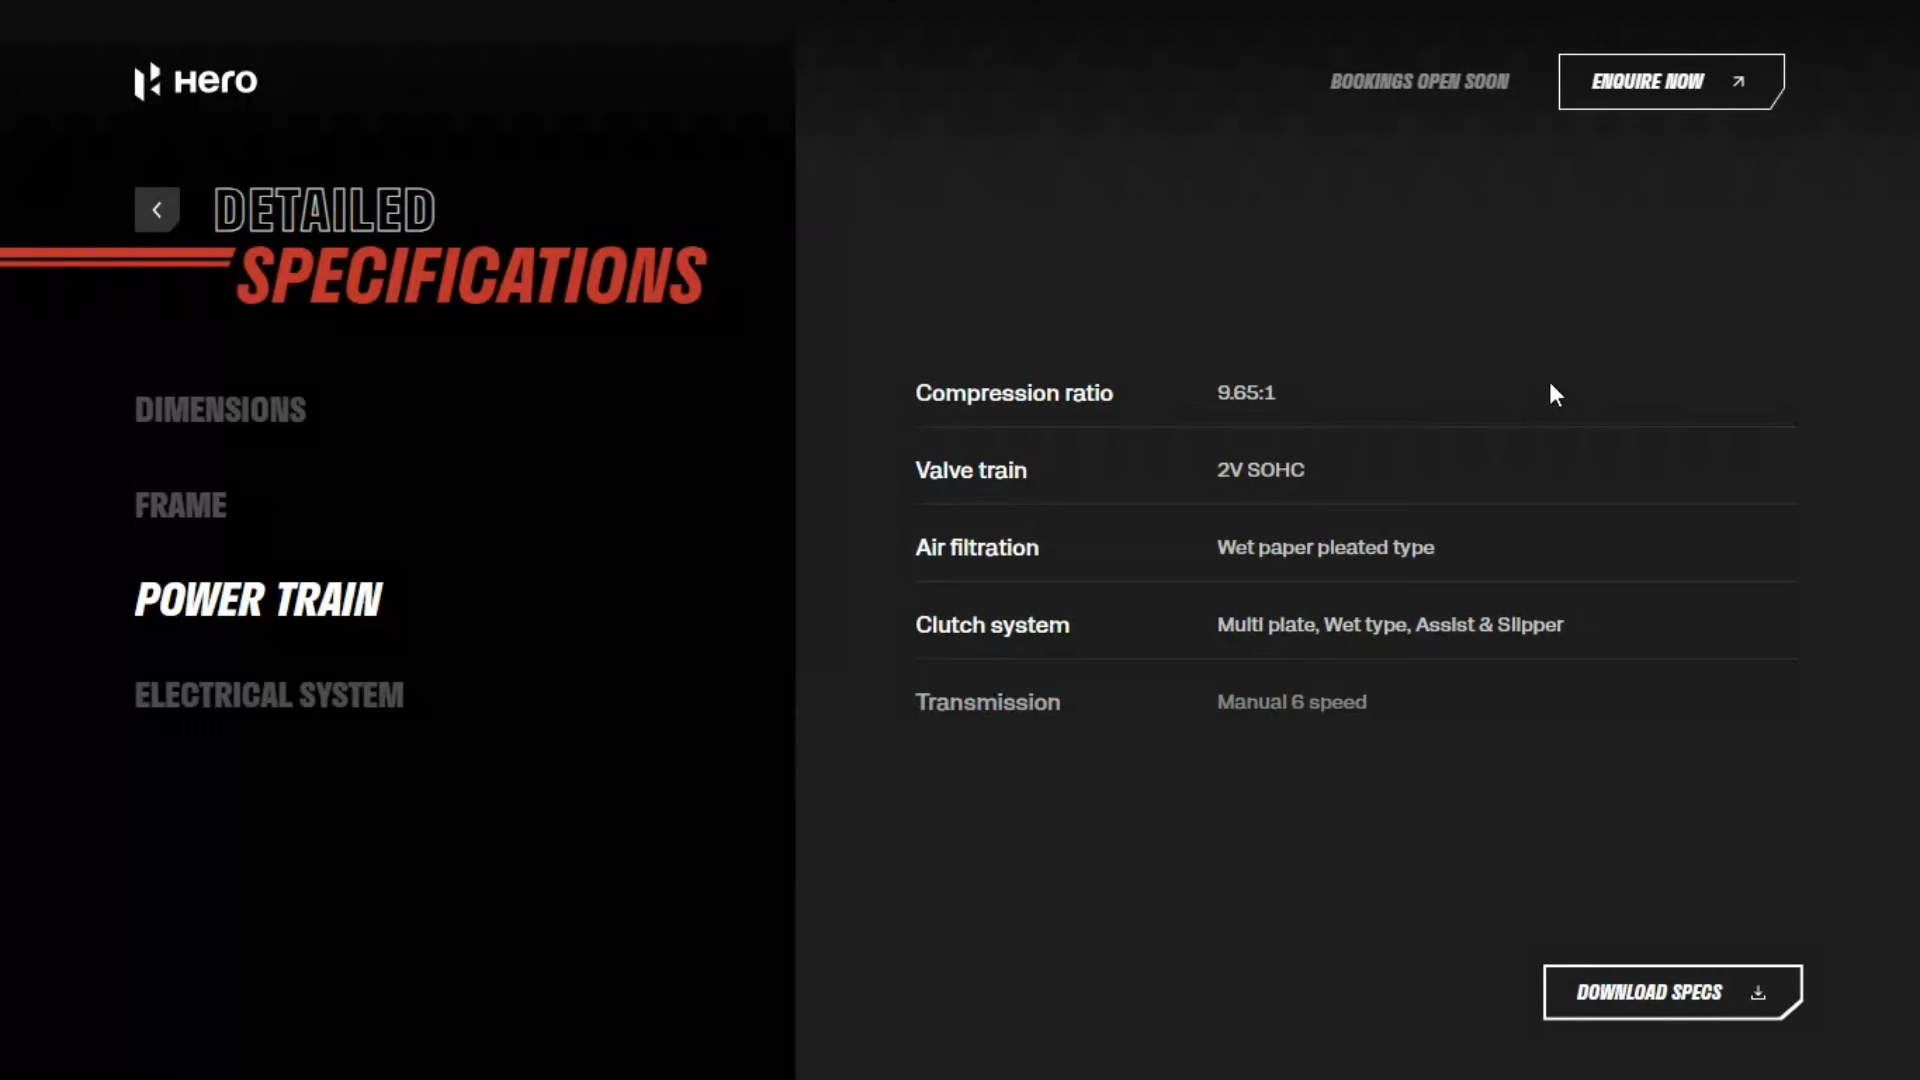 Hero
BOOKINGS OPEN SOON
ENQUIRE NOW
DETAILED
SPECIFICATIONS
DIMENSIONS
FRAME
POWER TRAIN
ELECTRICAL SYSTEM
Compression ratio 9.65:1
Valve train 2V SOHC
Air filtration Wet paper pleated type
Clutch system Multi plate, Wet type, Assist & Slipper
Transmission Manual 6 speed
DOWNLOAD SPECS